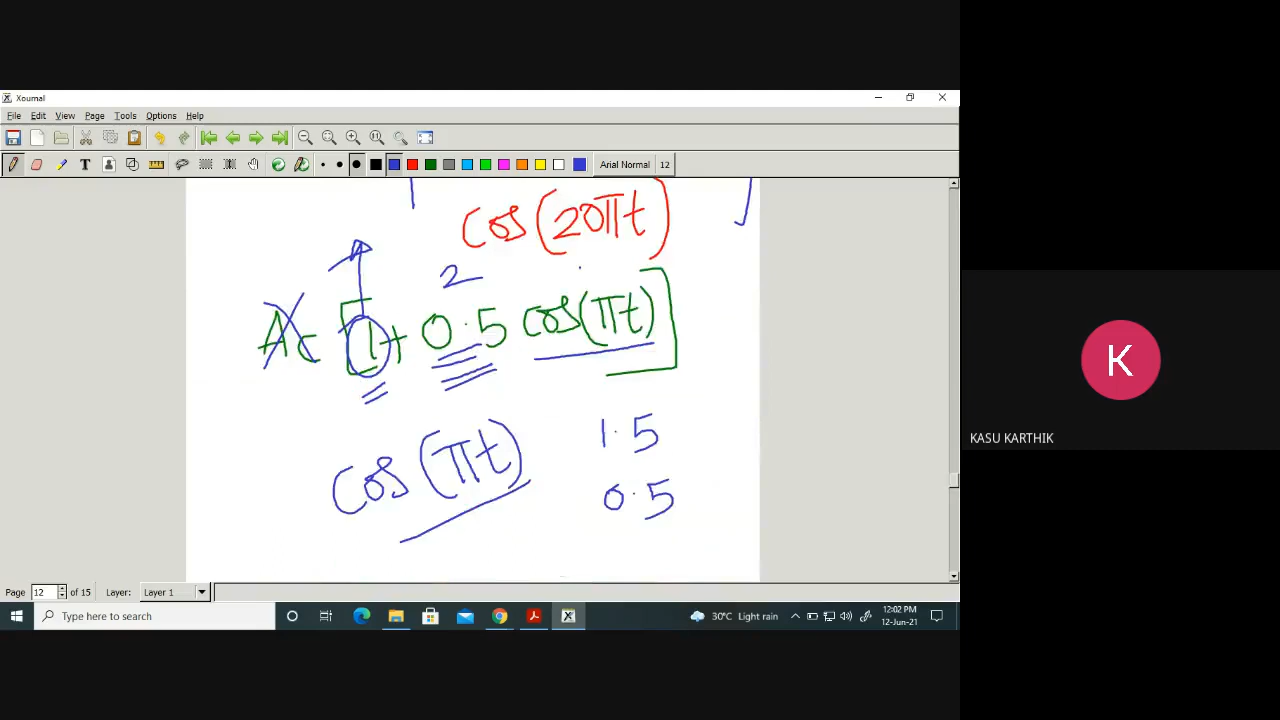 Xournal
File Edit View Page Tools Options Help
T Arial Normal 12
cos(20πt)
2
Ac [1+ 0.5 cos(πt)]
cos(πt)
1.5
0.5
Page 12 of 15 Layer: Layer 1
Type here to search
30°C Light rain
12:02 PM
12-Jun-21
K
KASU KARTHIK